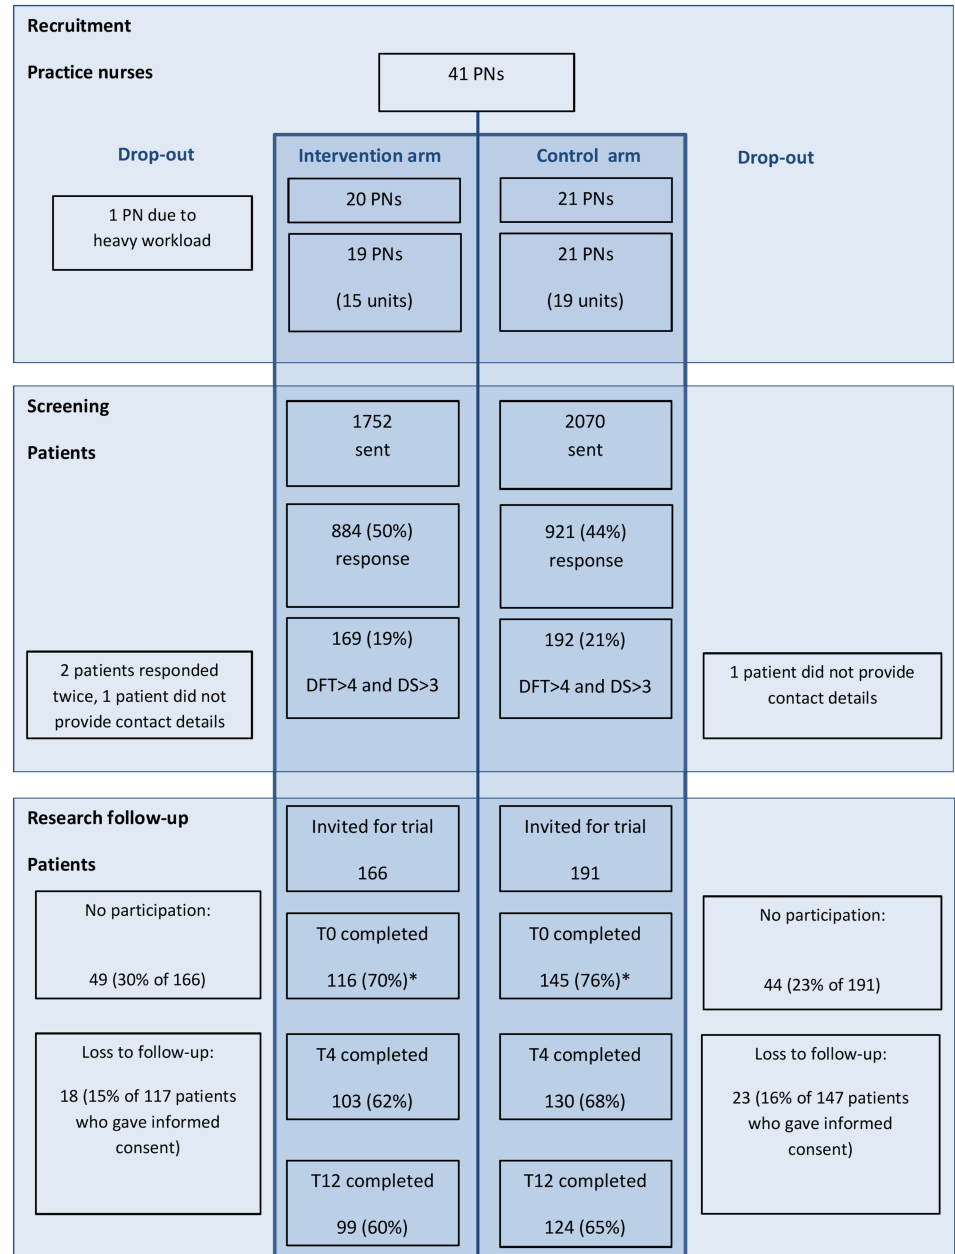 Recruitment
Practice nurses
41 PNs
Drop-out
Intervention arm
Control arm
Drop-out
1 PN due to
heavy workload
20 PNs
21 PNs
19 PNs
(15 units)
21 PNs
(19 units)
Screening
Patients
1752
sent
2070
sent
884 (50%)
response
921 (44%)
response
169 (19%)
DFT>4 and DS>3
192 (21%)
DFT>4 and DS>3
2 patients responded
twice, 1 patient did not
provide contact details
1 patient did not provide
contact details
Research follow-up
Patients
Invited for trial
166
Invited for trial
191
No participation:
49 (30% of 166)
T0 completed
116 (70%)*
T0 completed
145 (76%)*
No participation:
44 (23% of 191)
Loss to follow-up:
18 (15% of 117 patients
who gave informed
consent)
T4 completed
103 (62%)
T4 completed
130 (68%)
Loss to follow-up:
23 (16% of 147 patients
who gave informed
consent)
T12 completed
99 (60%)
T12 completed
124 (65%)